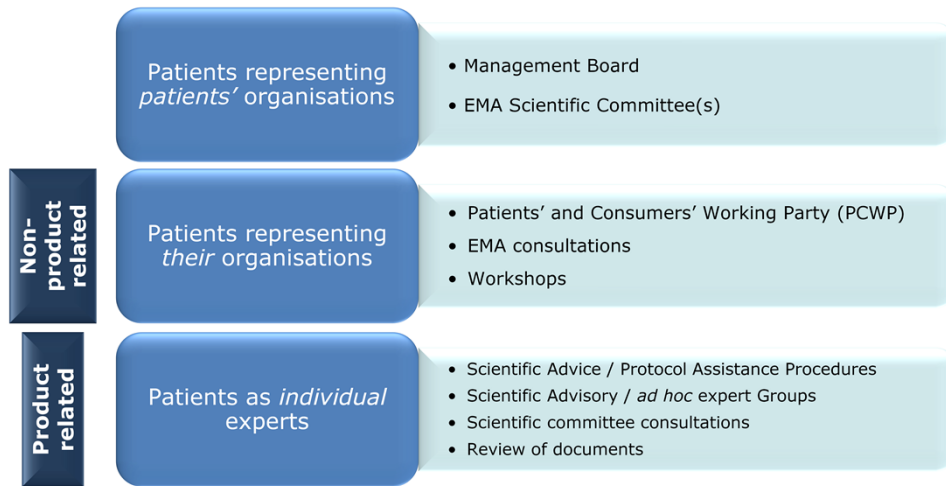 Patients representing
patients’ organisations
• Management Board
• EMA Scientific Committee(s)
Non-
product
related
Patients representing
their organisations
• Patients’ and Consumers’ Working Party (PCWP)
• EMA consultations
• Workshops
Product
related
Patients as individual
experts
• Scientific Advice / Protocol Assistance Procedures
• Scientific Advisory / ad hoc expert Groups
• Scientific committee consultations
• Review of documents